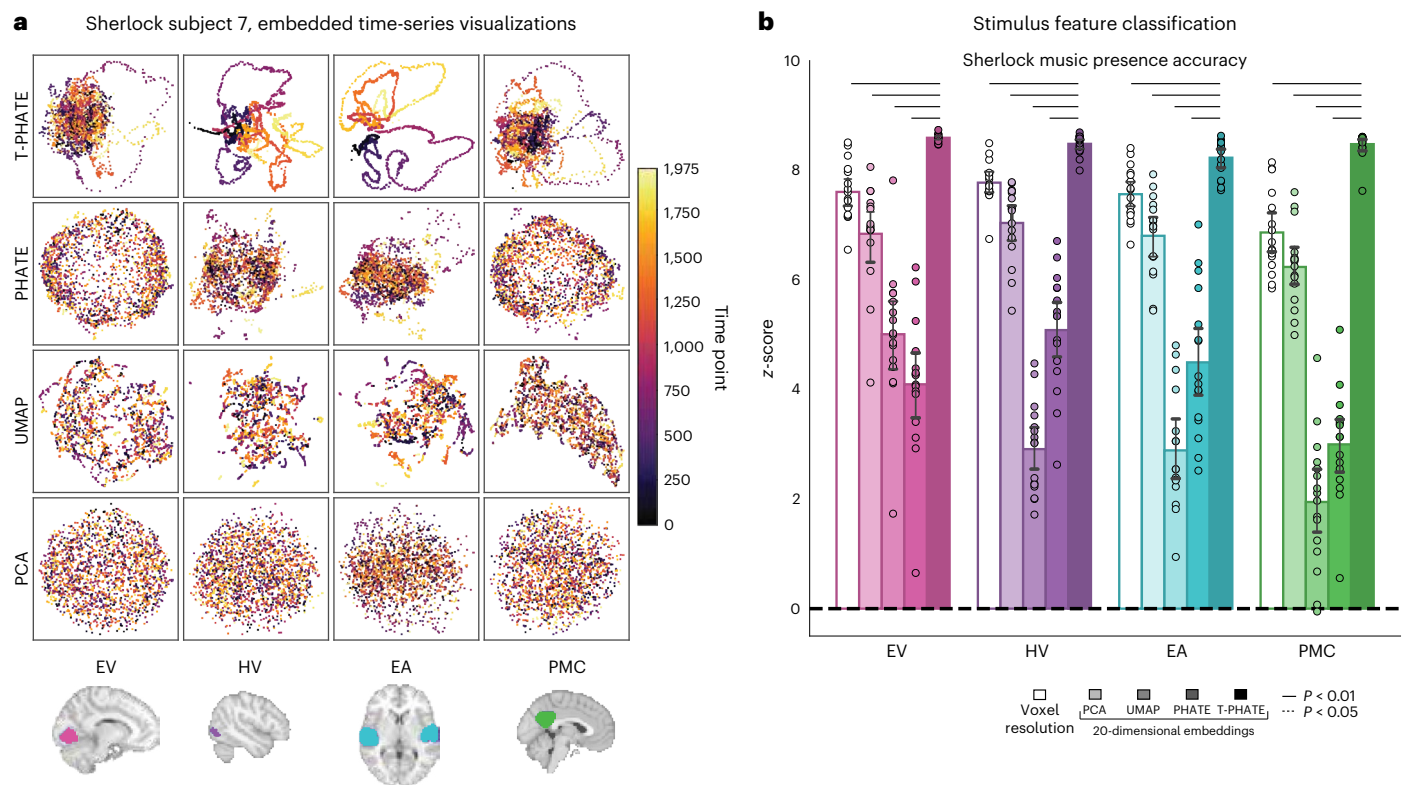 a
Sherlock subject 7, embedded time-series visualizations
T-PHATE
PHATE
UMAP
PCA
1,975
1,750
1,500
1,250
1,000
750
500
250
0
Time point
EV
HV
EA
PMC
b
Stimulus feature classification
Sherlock music presence accuracy
10
8
6
4
2
0
z-score
EV
HV
EA
PMC
Voxel
resolution
PCA
UMAP
PHATE
T-PHATE
20-dimensional embeddings
P < 0.01
P < 0.05